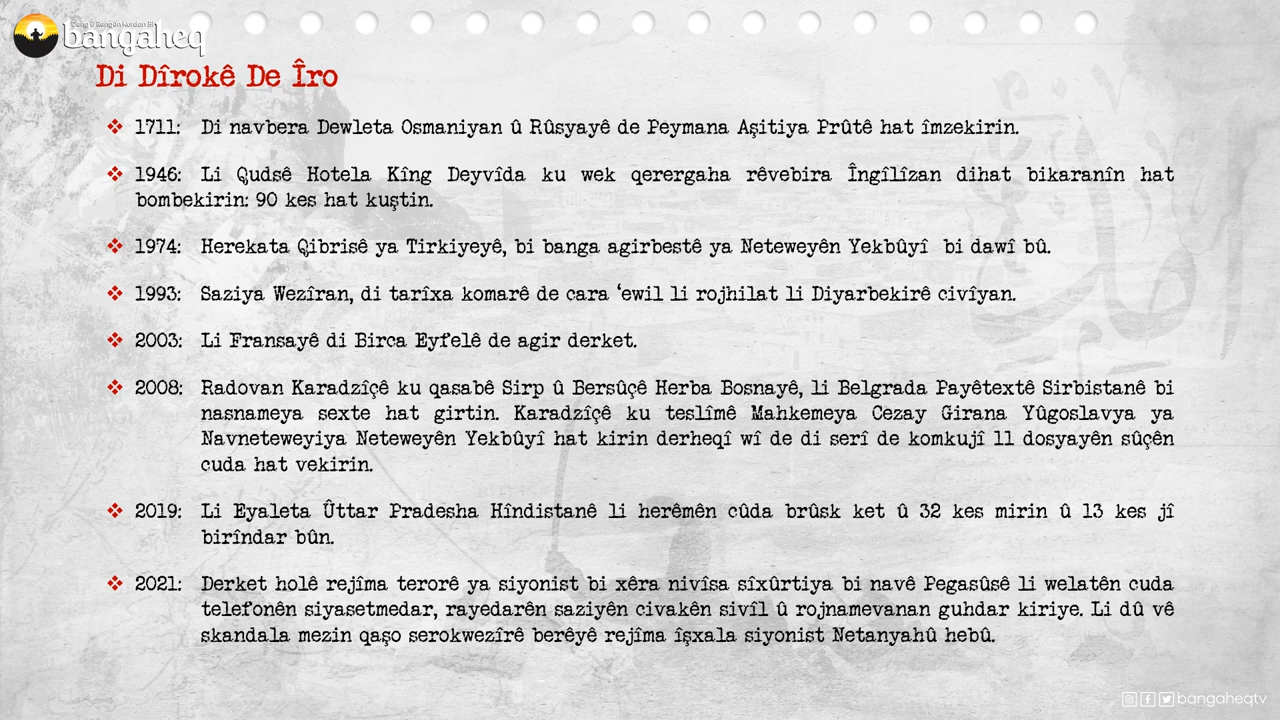 Deng û Rengên Kurdan Bi
bangaheq
Di Dîrokê De Îro
1711: Di navbera Dewleta Osmaniyan û Rûsyayê de Peymana Aşitiya Prûtê hat îmzekirin.
1946: Li Qudsê Hotela Kîng Deyvîda ku wek qerergaha rêvebira Îngîlîzan dihat bikaranîn hat
bombekirin: 90 kes hat kuştin.
1974: Herekata Qibrisê ya Tirkiyeyê, bi banga agirbestê ya Neteweyên Yekbûyî bi dawî bû.
1993: Saziya Wezîran, di tarîxa komarê de cara ‘ewil li rojhilat li Diyarbekirê civîyan.
2003: Li Fransayê di Birca Eyfelê de agir derket.
2008: Radovan Karadzîçê ku qasabê Sirp û Bersûçê Herba Bosnayê, li Belgrada Payêtextê Sirbistanê bi
nasnameya sexte hat girtin. Karadzîçê ku teslîmê Mahkemeya Cezay Girana Yûgoslavya ya
Navneteweyiya Neteweyên Yekbûyî hat kirin derheqî wî de di serî de komkujî 11 dosyayên sûçên
cuda hat vekirin.
2019: Li Eyaleta Ûttar Pradesha Hîndistanê li herêmên cûda brûsk ket û 32 kes mirin û 13 kes jî
birîndar bûn.
2021: Derket holê rejîma terorê ya siyonist bi xêra nivîsa sîxûrtiya bi navê Pegasûsê li welatên cuda
telefonên siyasetmedar, rayedarên saziyên civakên sivîl û rojnamevanan guhdar kiriye. Li dû vê
skandala mezin qaşo serokwezîrê berêyê rejîma îşxala siyonist Netanyahû hebû.
bangaheqtv